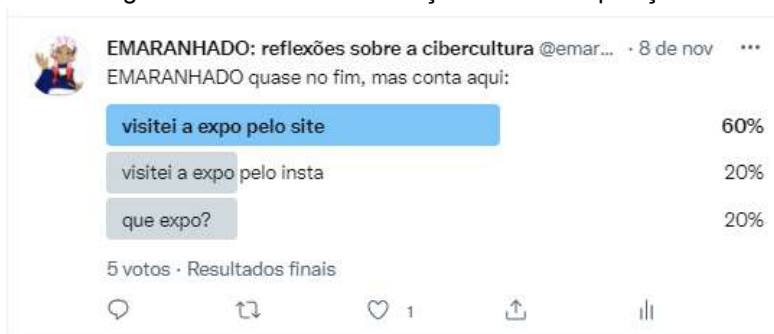 EMARANHADO: reflexões sobre a cibercultura @emar... · 8 de nov
EMARANHADO quase no fim, mas conta aqui:
visitei a expo pelo site 60%
visitei a expo pelo insta 20%
que expo? 20%
5 votos · Resultados finais
1